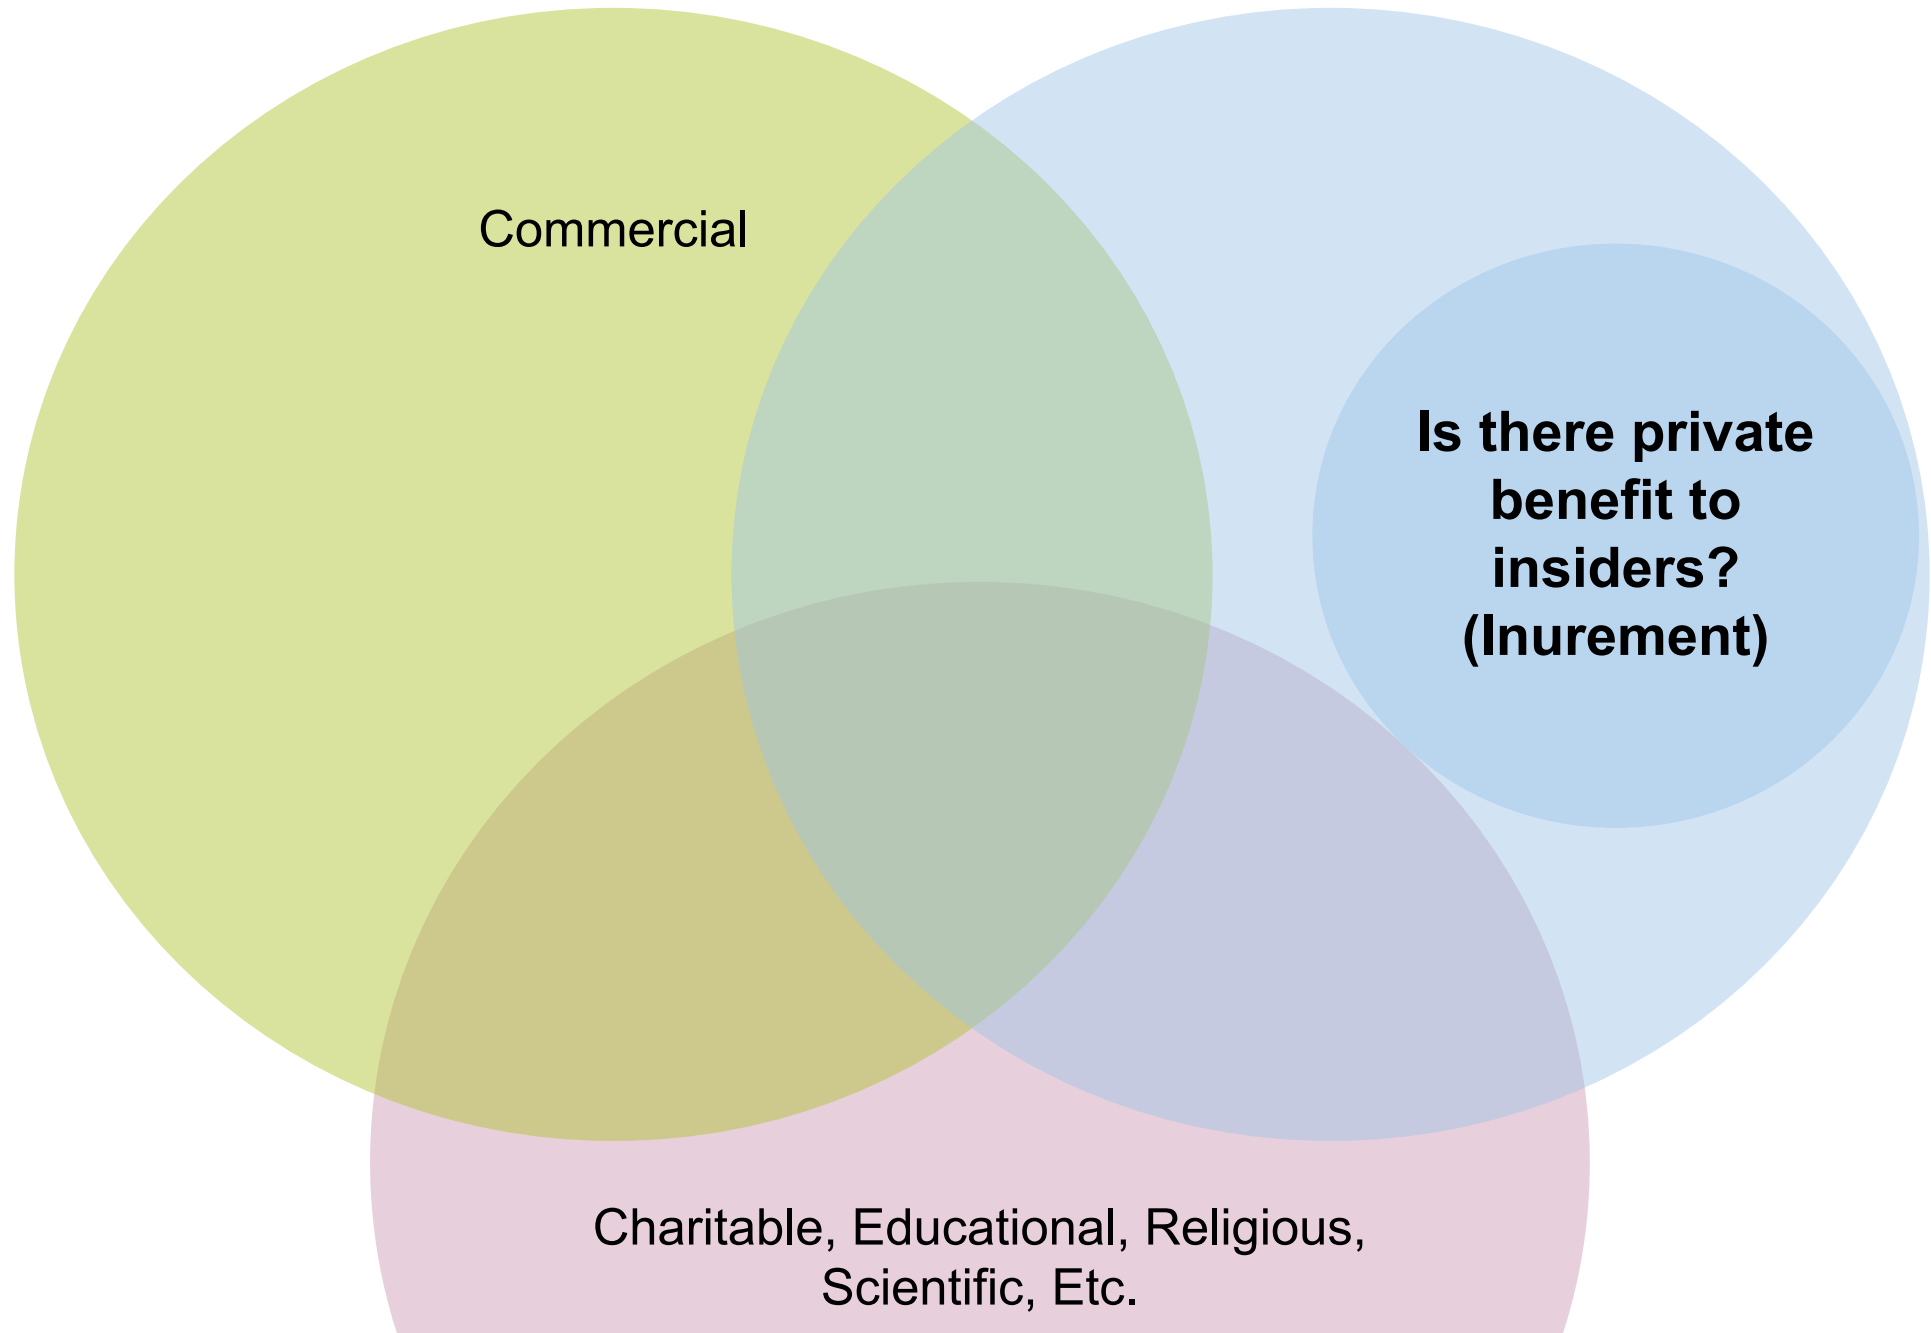 Commercial
Is there private
benefit to
insiders?
(Inurement)
Charitable, Educational, Religious,
Scientific, Etc.